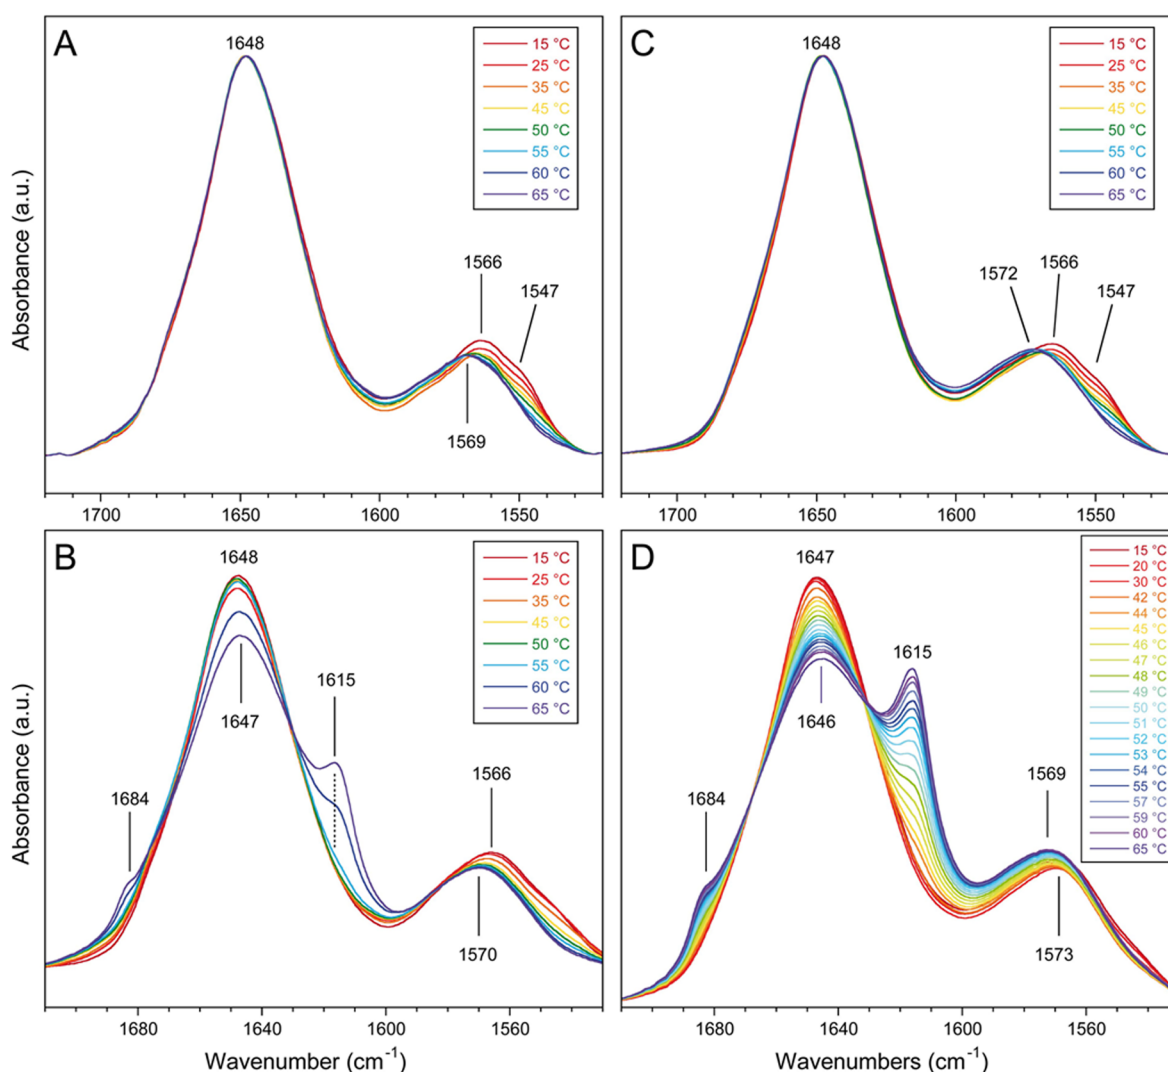 A
1648
15 °C
25 °C
35 °C
45 °C
50 °C
55 °C
60 °C
65 °C
1566
1547
1569
Absorbance (a.u.)
1700
1650
1600
1550
C
1648
15 °C
25 °C
35 °C
45 °C
50 °C
55 °C
60 °C
65 °C
1572
1566
1547
1700
1650
1600
1550
B
1648
15 °C
25 °C
35 °C
45 °C
50 °C
55 °C
60 °C
65 °C
1615
1647
1684
1566
1570
Absorbance (a.u.)
1680
1640
1600
1560
Wavenumber (cm⁻¹)
D
1647
15 °C
20 °C
30 °C
42 °C
44 °C
45 °C
46 °C
47 °C
48 °C
49 °C
50 °C
51 °C
52 °C
53 °C
54 °C
55 °C
57 °C
59 °C
60 °C
65 °C
1615
1646
1684
1569
1573
1680
1640
1600
1560
Wavenumbers (cm⁻¹)